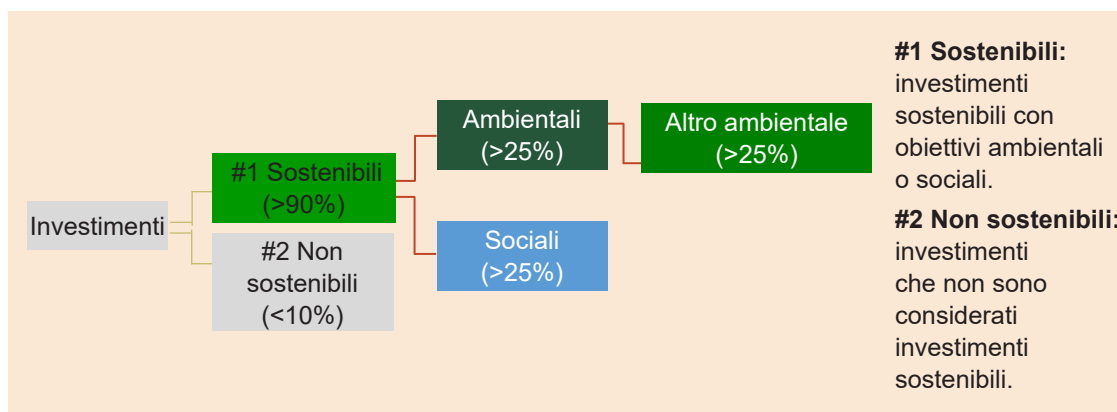 Investimenti
#1 Sostenibili
(>90%)
#2 Non
sostenibili
(<10%)
Ambientali
(>25%)
Sociali
(>25%)
Altro ambientale
(>25%)
#1 Sostenibili:
investimenti
sostenibili con
obiettivi ambientali
o sociali.
#2 Non sostenibili:
investimenti
che non sono
considerati
investimenti
sostenibili.